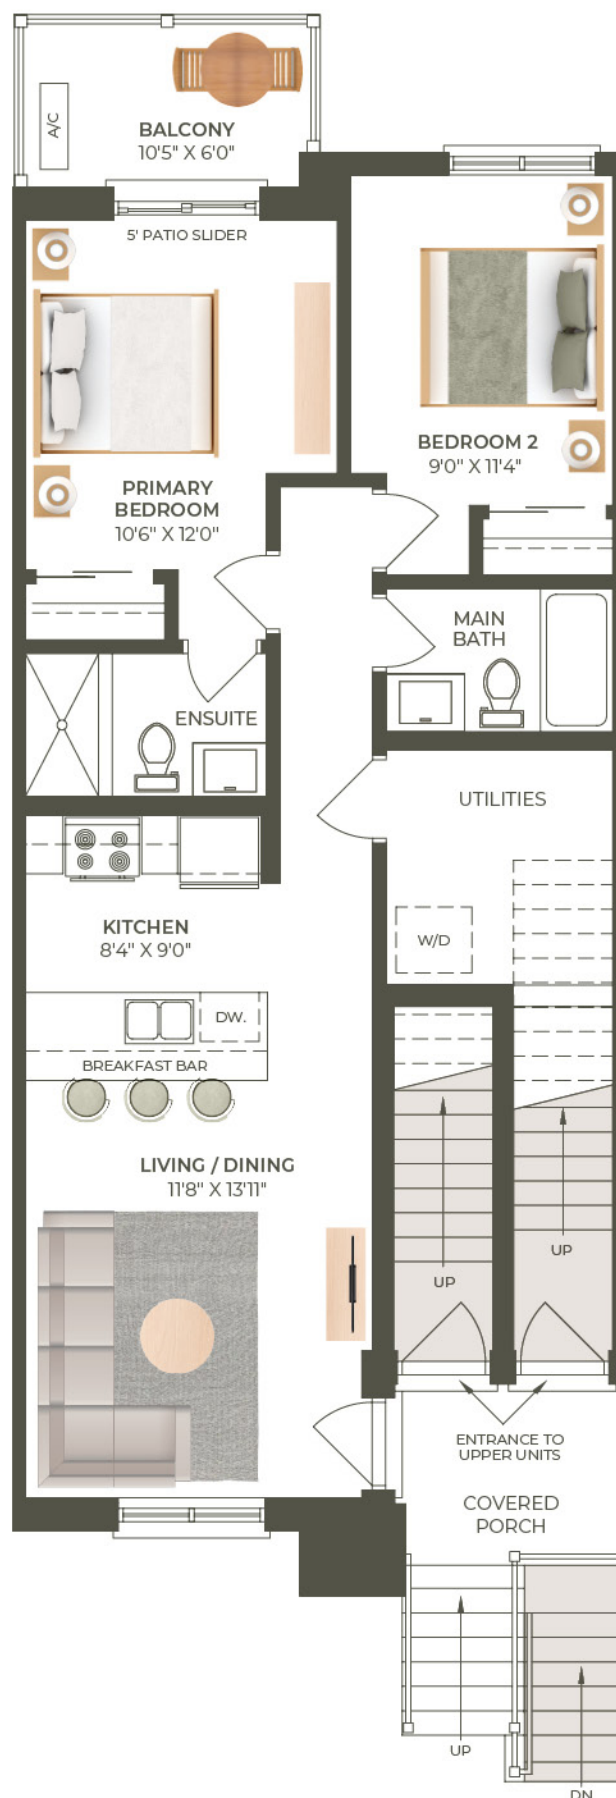 A/C
BALCONY
10'5" X 6'0"
5' PATIO SLIDER
BEDROOM 2
9'0" X 11'4"
PRIMARY
BEDROOM
10'6" X 12'0"
MAIN
BATH
ENSUITE
UTILITIES
KITCHEN
8'4" X 9'0"
W/D
DW.
BREAKFAST BAR
LIVING / DINING
11'8" X 13'11"
UP
UP
ENTRANCE TO
UPPER UNITS
COVERED
PORCH
UP
DN